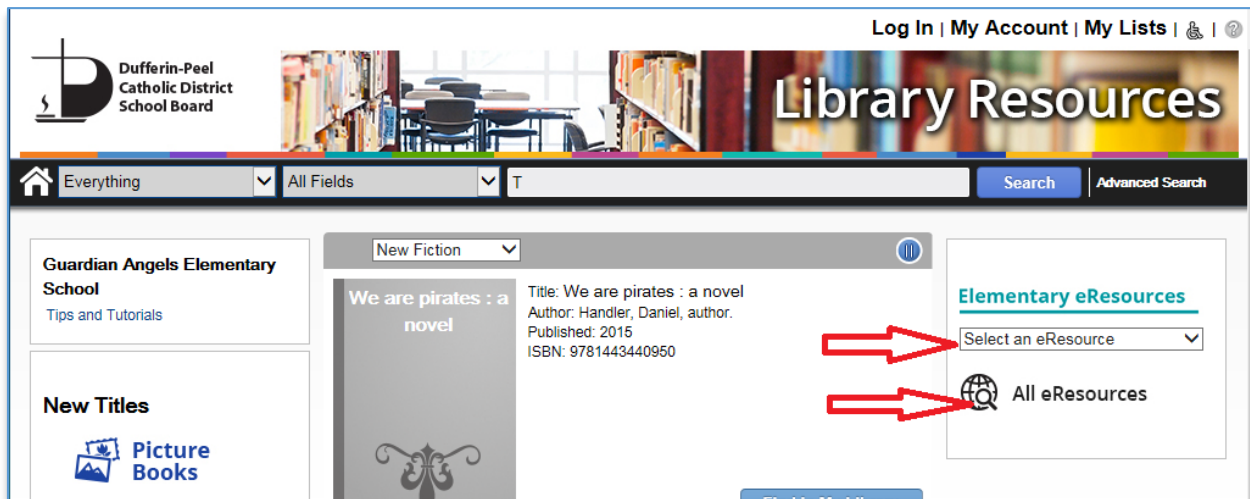 Log In | My Account | My Lists | |
Dufferin-Peel
Catholic District
School Board
Library Resources
Everything All Fields T Search Advanced Search
Guardian Angels Elementary
School
Tips and Tutorials
New Titles
Picture
Books
New Fiction
We are pirates : a
novel
Title: We are pirates : a novel
Author: Handler, Daniel, author.
Published: 2015
ISBN: 9781443440950
Elementary eResources
Select an eResource
All eResources